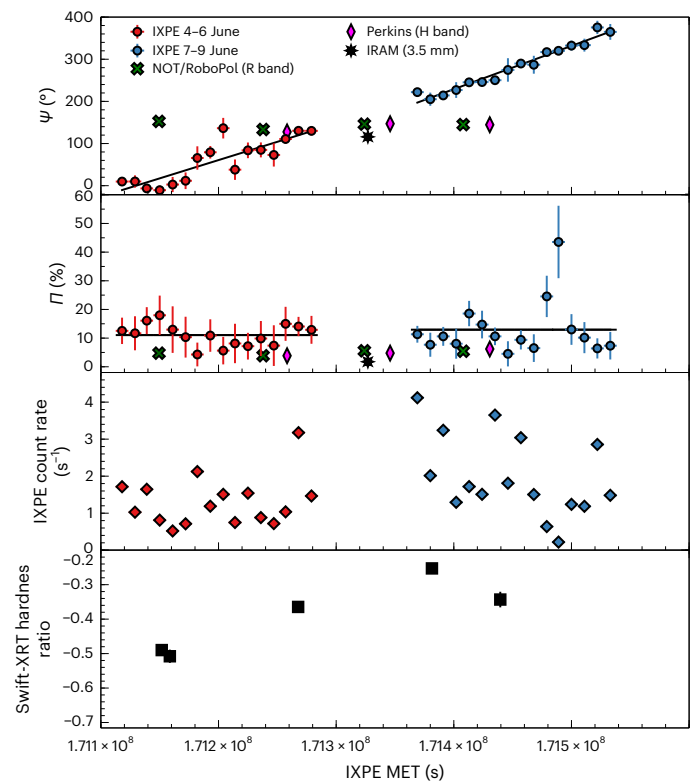 400
300
200
100
0
Ψ (°)
IXPE 4–6 June
IXPE 7–9 June
NOT/RoboPol (R band)
Perkins (H band)
IRAM (3.5 mm)
60
50
40
30
20
10
0
Π (%)
4
3
2
1
0
IXPE count rate
(s⁻¹)
−0.2
−0.3
−0.4
−0.5
−0.6
−0.7
Swift-XRT hardnes
ratio
1.711 × 10⁸
1.712 × 10⁸
1.713 × 10⁸
1.714 × 10⁸
1.715 × 10⁸
IXPE MET (s)